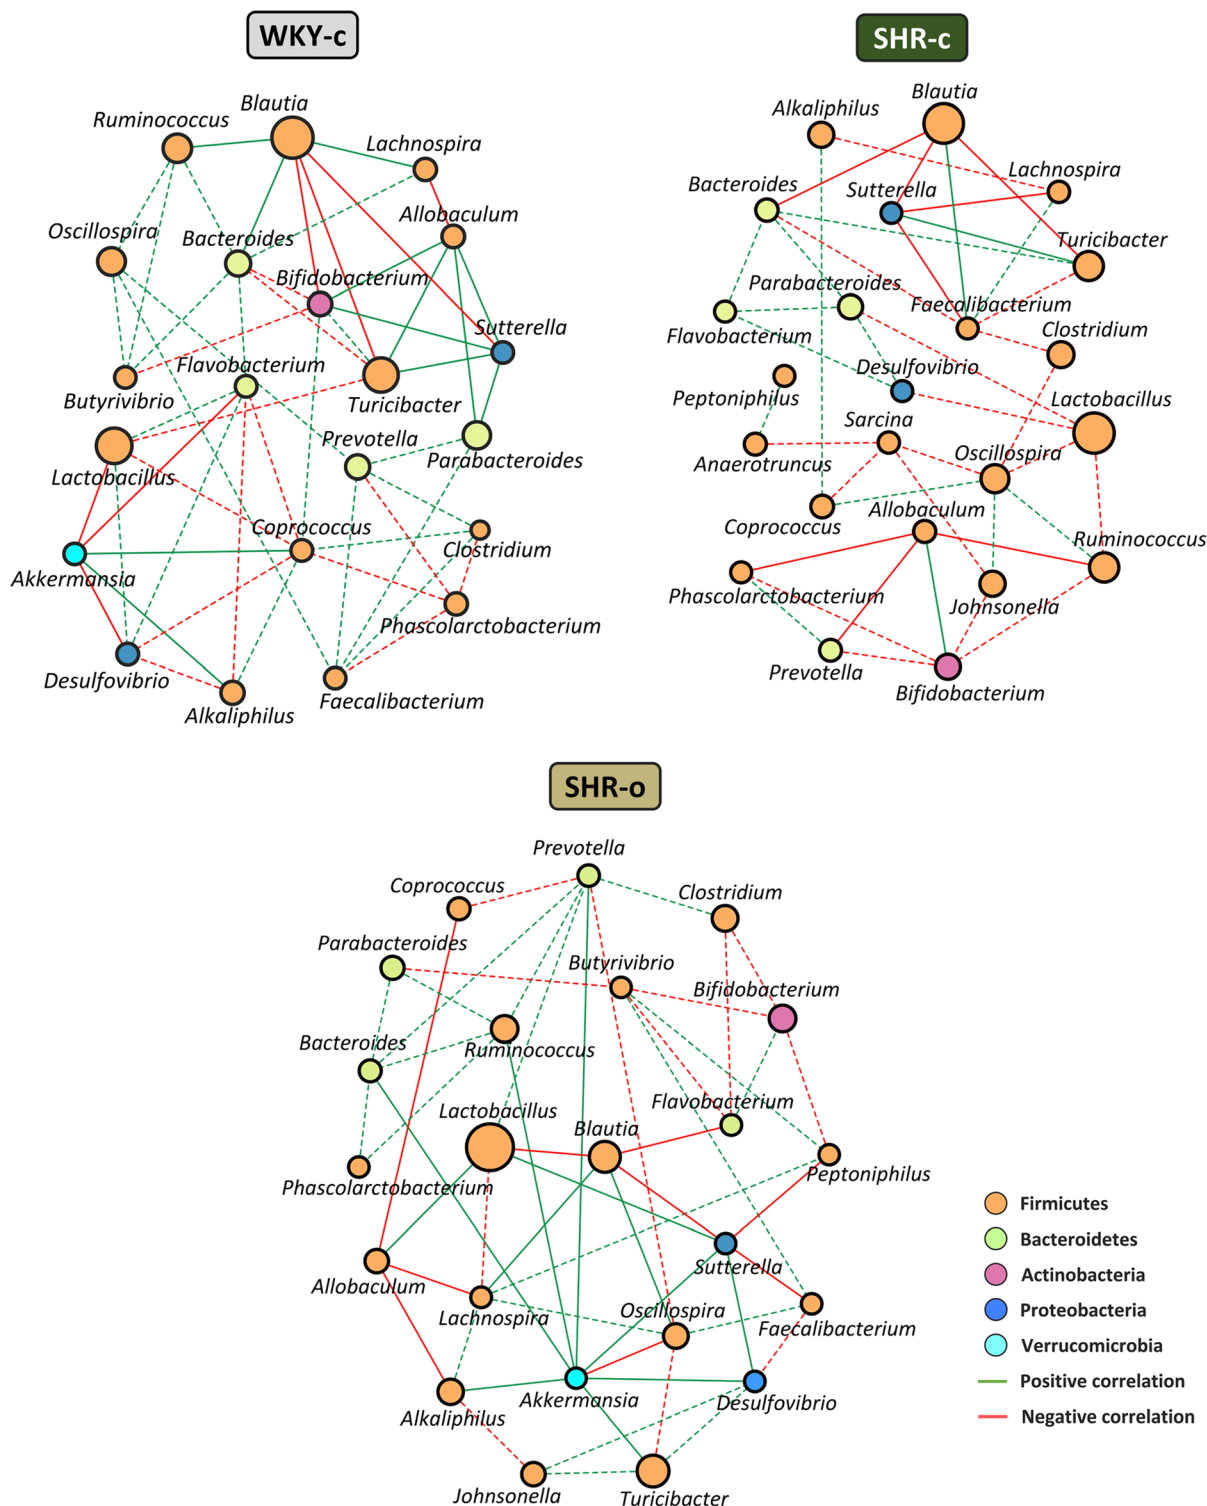 WKY-c
Blautia
Ruminococcus
Lachnospira
Allobaculum
Oscillospira
Bacteroides
Bifidobacterium
Sutterella
Flavobacterium
Butyrivibrio
Turicibacter
Prevotella
Parabacteroides
Lactobacillus
Coprococcus
Clostridium
Akkermansia
Phascolarctobacterium
Desulfovibrio
Faecalibacterium
Alkaliphilus
SHR-c
Blautia
Alkaliphilus
Lachnospira
Bacteroides
Sutterella
Turicibacter
Parabacteroides
Faecalibacterium
Flavobacterium
Clostridium
Desulfovibrio
Peptoniphilus
Lactobacillus
Sarcina
Oscillospira
Anaerotruncus
Coprococcus
Allobaculum
Ruminococcus
Phascolarctobacterium
Johnsonella
Prevotella
Bifidobacterium
SHR-o
Prevotella
Coprococcus
Clostridium
Parabacteroides
Butyrivibrio
Bifidobacterium
Bacteroides
Ruminococcus
Flavobacterium
Lactobacillus
Blautia
Peptoniphilus
Phascolarctobacterium
Sutterella
Allobaculum
Lachnospira
Oscillospira
Faecalibacterium
Akkermansia
Desulfovibrio
Alkaliphilus
Johnsonella
Turicibacter
Firmicutes
Bacteroidetes
Actinobacteria
Proteobacteria
Verrucomicrobia
Positive correlation
Negative correlation